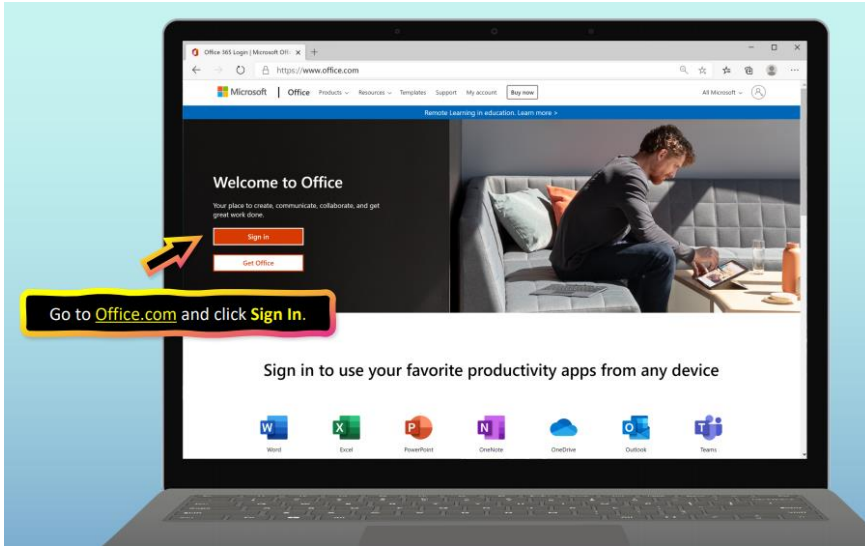 Office 365 Login | Microsoft Offi
https://www.office.com
Microsoft | Office Products Resources Templates Support My account Buy now All Microsoft
Remote Learning in education. Learn more >
Welcome to Office
Your place to create, communicate, collaborate, and get
great work done.
Sign in
Get Office
Go to Office.com and click Sign In.
Sign in to use your favorite productivity apps from any device
Word Excel PowerPoint OneNote OneDrive Outlook Teams